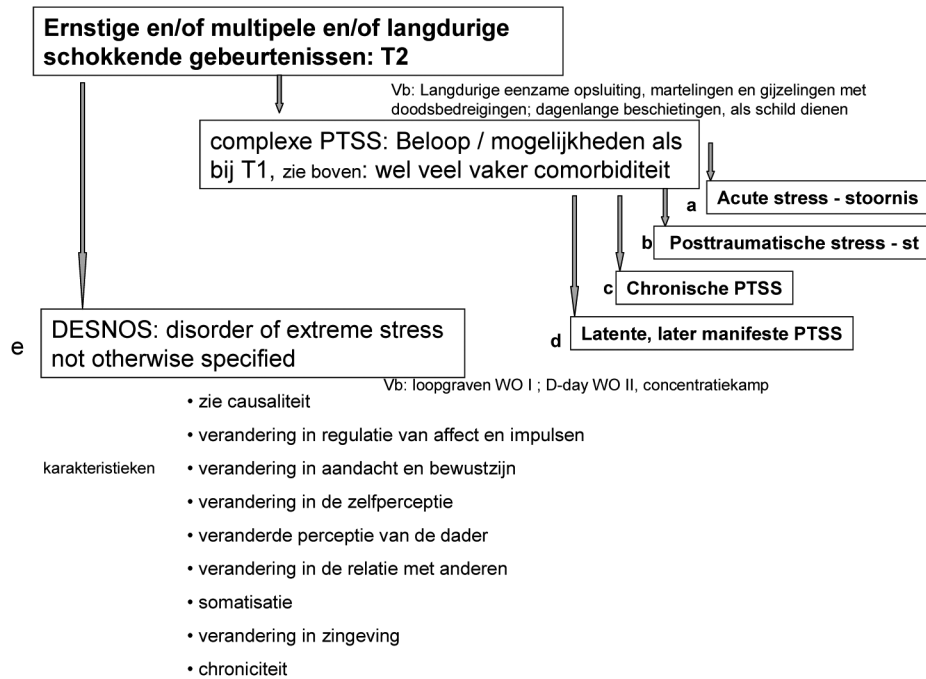 Ernstige en/of multipele en/of langdurige
schokkende gebeurtenissen: T2
Vb: Langdurige eenzame opsluiting, martelingen en gijzelingen met
doodsbedreigingen; dagenlange beschietingen, als schild dienen
complexe PTSS: Beloop / mogelijkheden als
bij T1, zie boven: wel veel vaker comorbiditeit
a Acute stress - stoornis
b Posttraumatische stress - st
c Chronische PTSS
d Latente, later manifeste PTSS
e DESNOS: disorder of extreme stress
not otherwise specified
Vb: loopgraven WO I ; D-day WO II, concentratiekamp
karakteristieken
• zie causaliteit
• verandering in regulatie van affect en impulsen
• verandering in aandacht en bewustzijn
• verandering in de zelfperceptie
• veranderde perceptie van de dader
• verandering in de relatie met anderen
• somatisatie
• verandering in zingeving
• chroniciteit